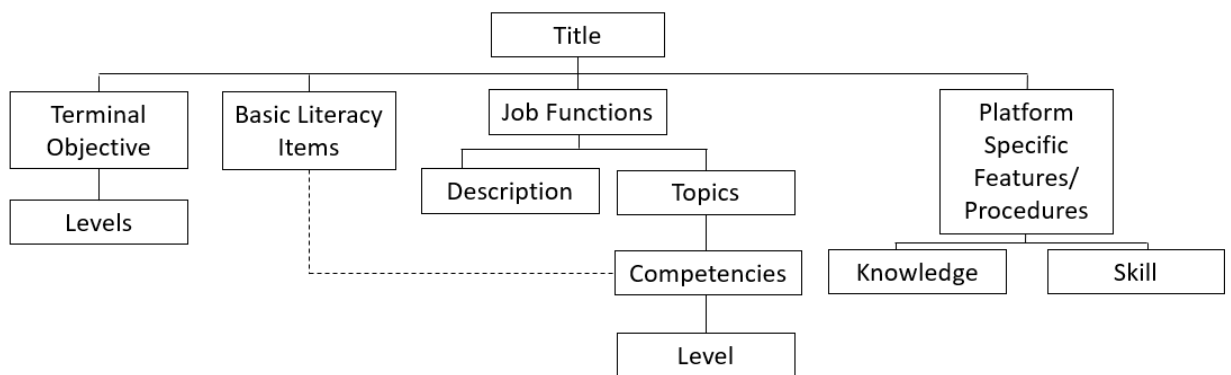 Title
Terminal
Objective
Basic Literacy
Items
Job Functions
Platform
Specific
Features/
Procedures
Levels
Description
Topics
Competencies
Knowledge
Skill
Level